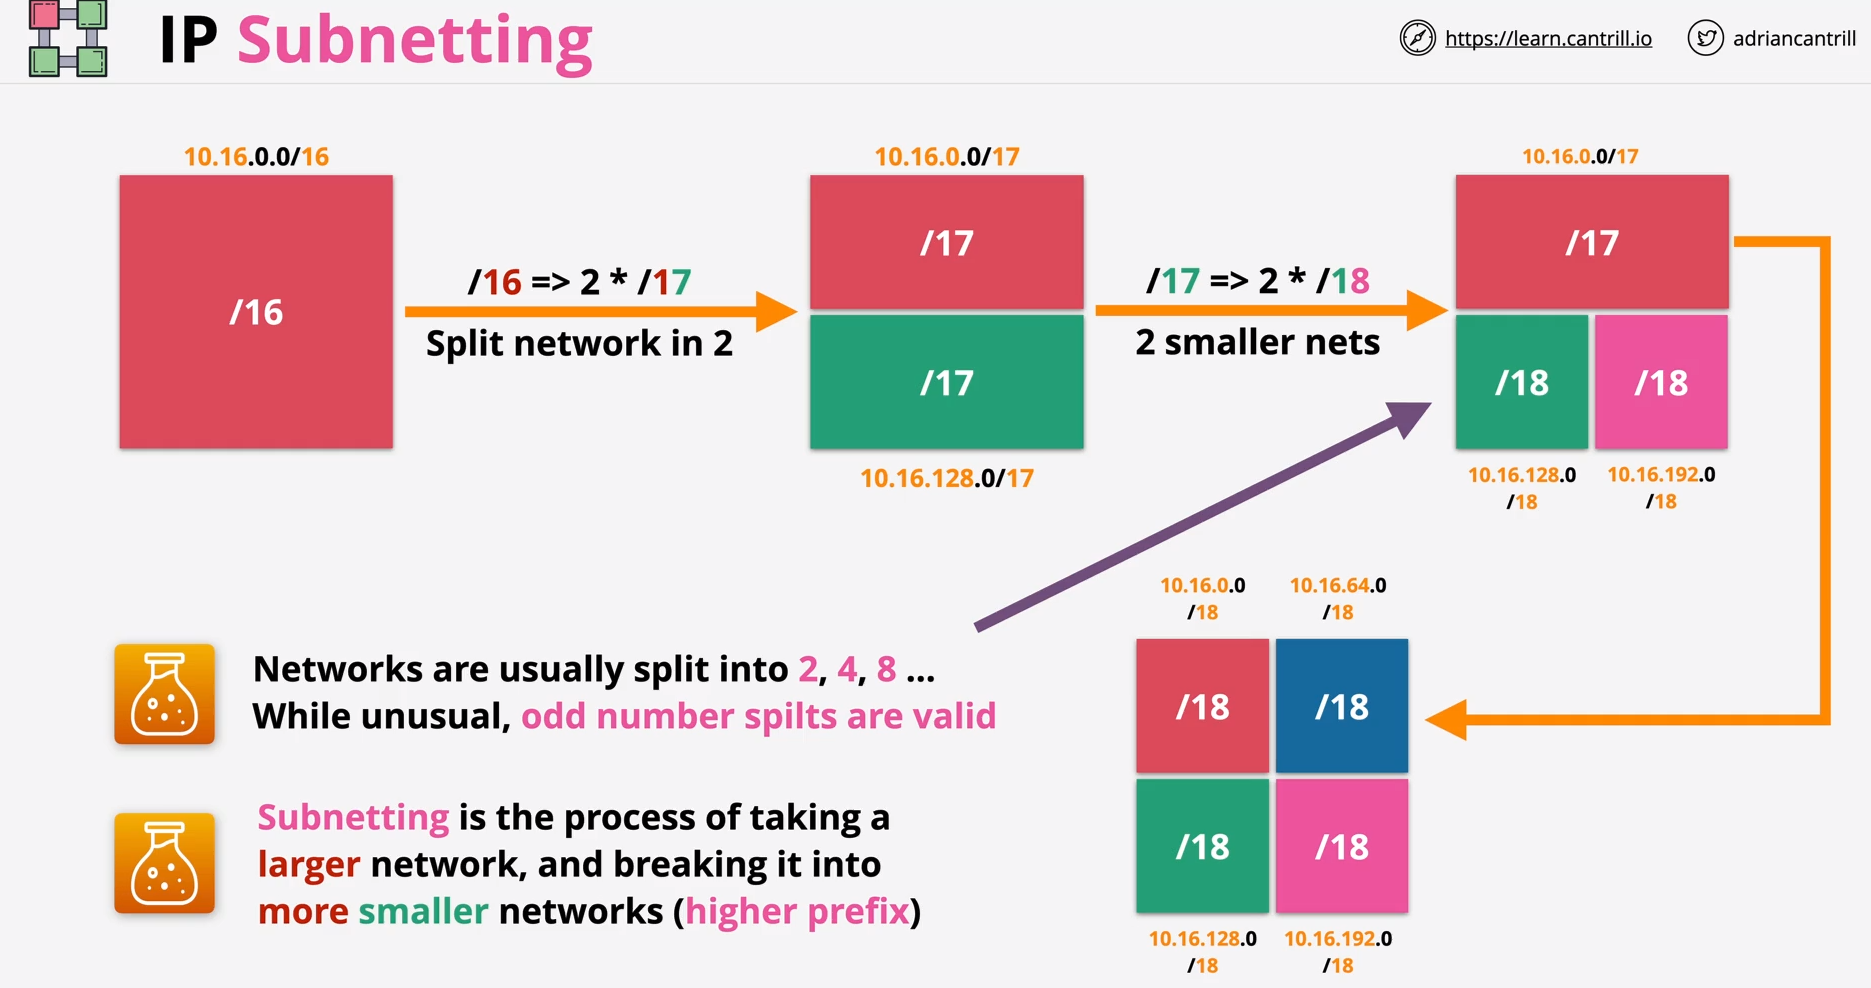 IP Subnetting
https://learn.cantrill.io
adriancantrill
10.16.0.0/16
/16
/16 => 2 * /17
Split network in 2
10.16.0.0/17
/17
/17
10.16.128.0/17
/17 => 2 * /18
2 smaller nets
10.16.0.0/17
/17
/18
/18
10.16.128.0
/18
10.16.192.0
/18
Networks are usually split into 2, 4, 8 ...
While unusual, odd number spilts are valid
Subnetting is the process of taking a
larger network, and breaking it into
more smaller networks (higher prefix)
10.16.0.0
/18
10.16.64.0
/18
/18
/18
/18
/18
10.16.128.0
/18
10.16.192.0
/18